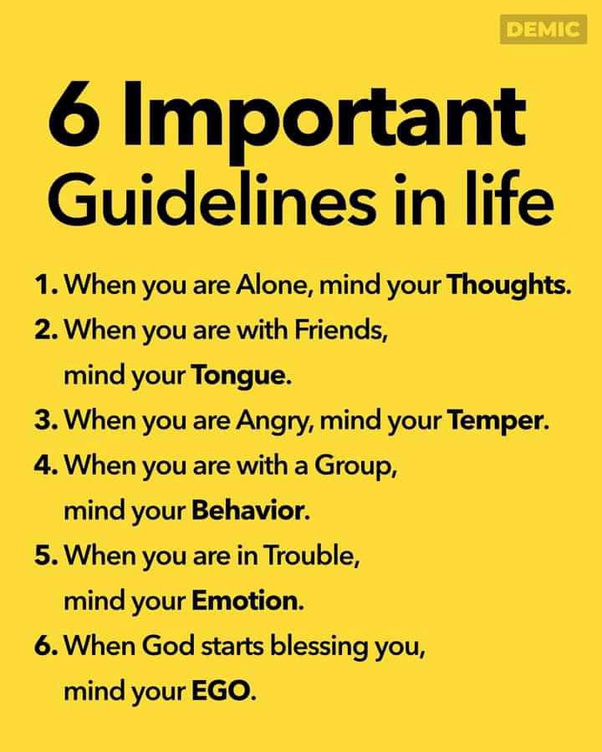 DEMIC
6 Important
Guidelines in life
1. When you are Alone, mind your Thoughts.
2. When you are with Friends,
mind your Tongue.
3. When you are Angry, mind your Temper.
4. When you are with a Group,
mind your Behavior.
5. When you are in Trouble,
mind your Emotion.
6. When God starts blessing you,
mind your EGO.